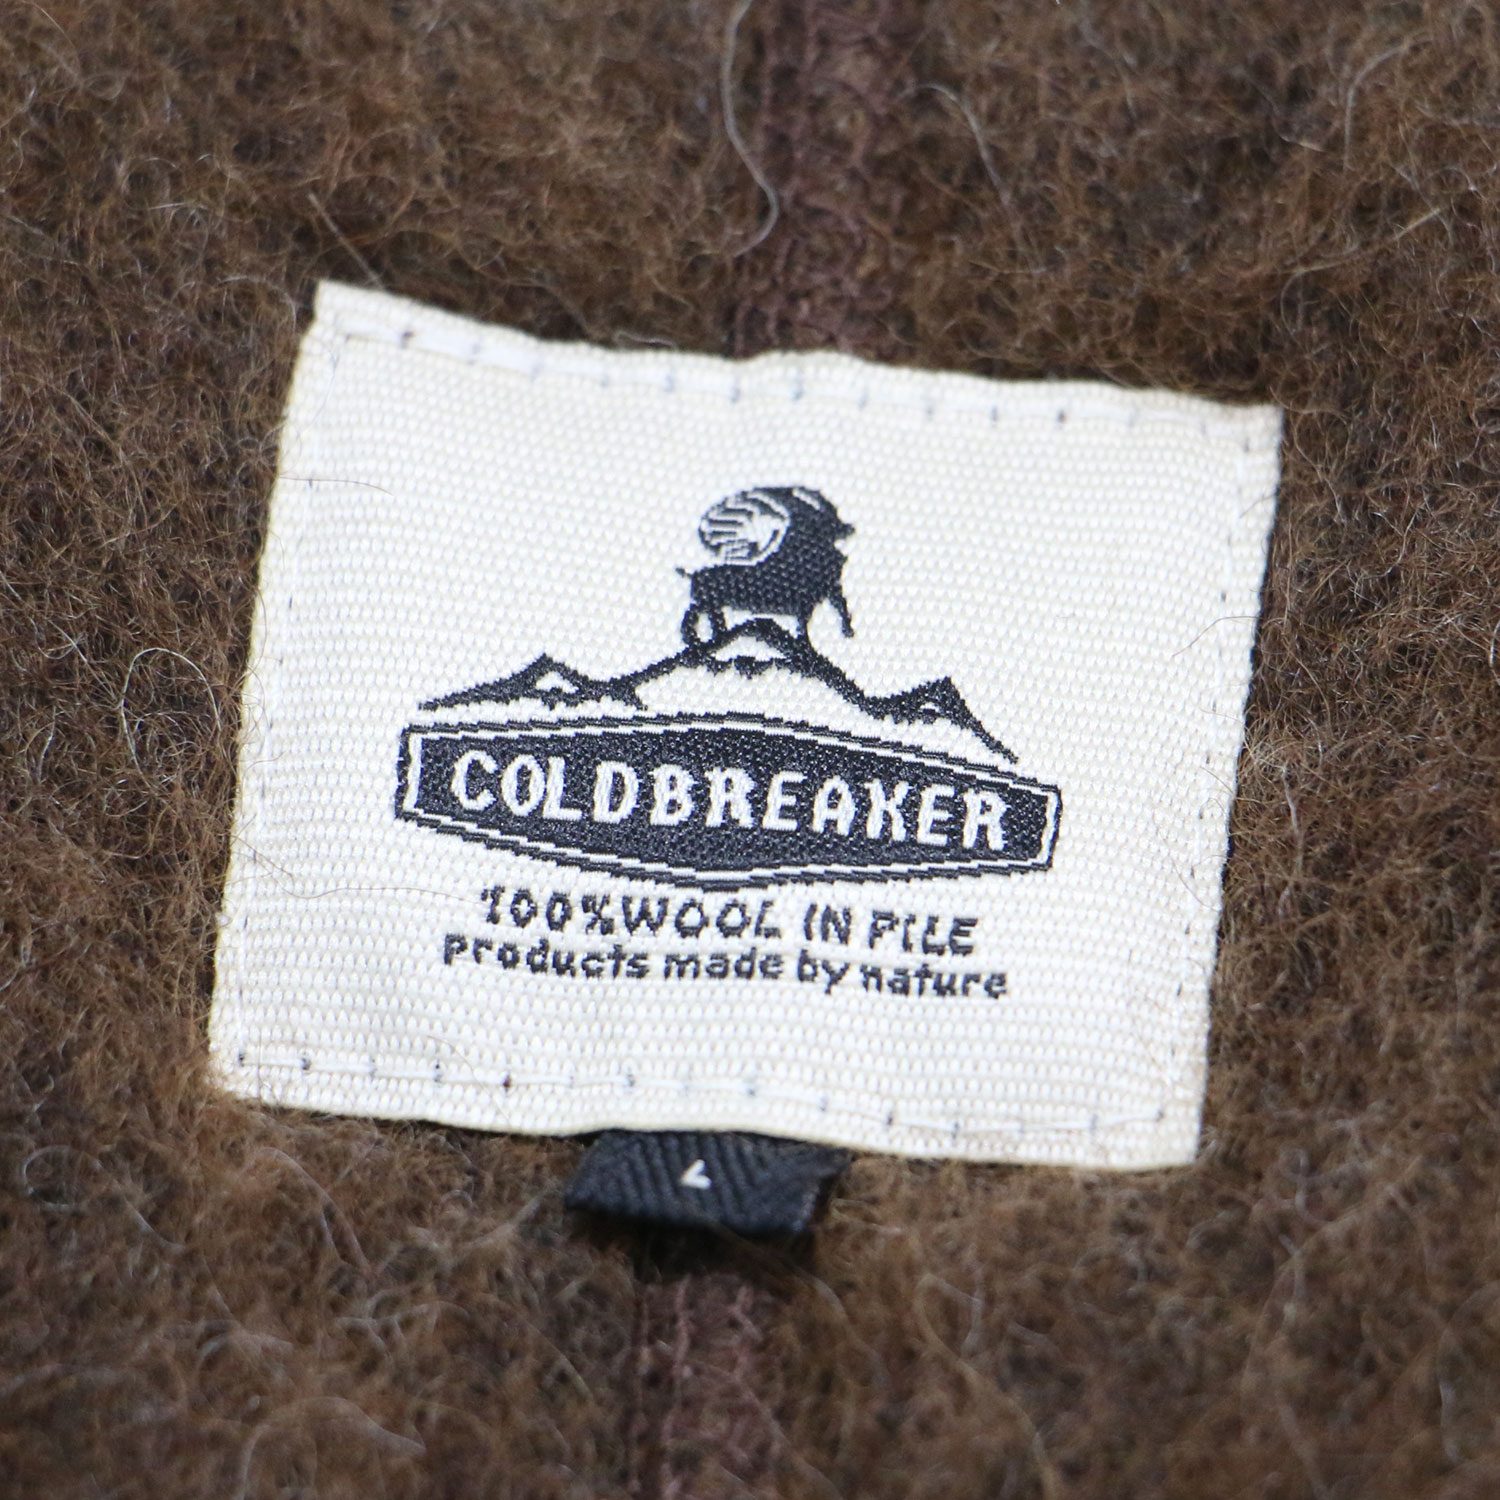 COLDBREAKER
100%WOOL IN PILE
products made by nature
L